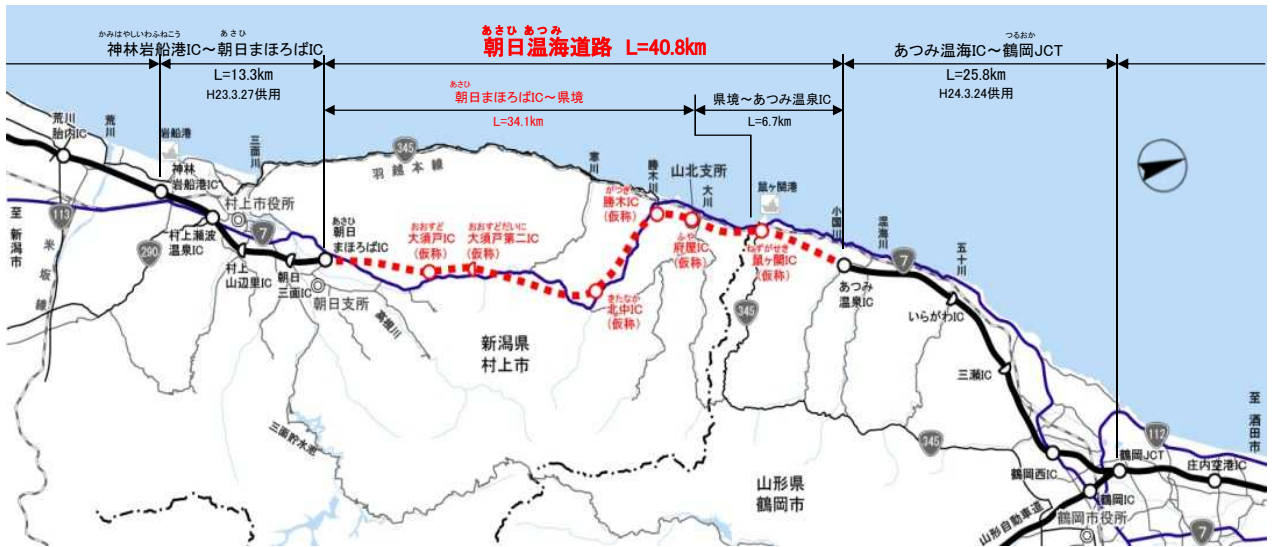 かみはやしいわふねこう
あさひ
神林岩船港IC～朝日まほろばIC
L=13.3km
H23.3.27供用
あさひ あつみ
朝日温海道路 L=40.8km
つるおか
あつみ温海IC～鶴岡JCT
L=25.8km
H24.3.24供用
あさひ
朝日まほろばIC～県境
L=34.1km
県境～あつみ温泉IC
L=6.7km
荒川
胎内IC
荒川
岩船港
神林
岩船港IC
三面川
345
羽越本線
寒川
勝木川
山北支所
大川
鼠ヶ関港
小国川
温海川
五十川
至 新潟市
113
米坂線
290
村上市役所
7
村上瀬波
温泉IC
村上
山辺里IC
朝日
三面IC
あさひ
朝日
まほろばIC
朝日支所
高根川
おおすど
大須戸IC
(仮称)
おおすどだいに
大須戸第二IC
(仮称)
きたなか
北中IC
(仮称)
がつぎ
勝木IC
(仮称)
ふや
府屋IC
(仮称)
ねずがせき
鼠ヶ関IC
(仮称)
345
あつみ
温泉IC
7
いらがわIC
三瀬IC
新潟県
村上市
三面貯水池
山形県
鶴岡市
345
鶴岡西IC
鶴岡JCT
鶴岡IC
鶴岡市役所
山形自動車道
112
庄内空港IC
7
至 酒田市